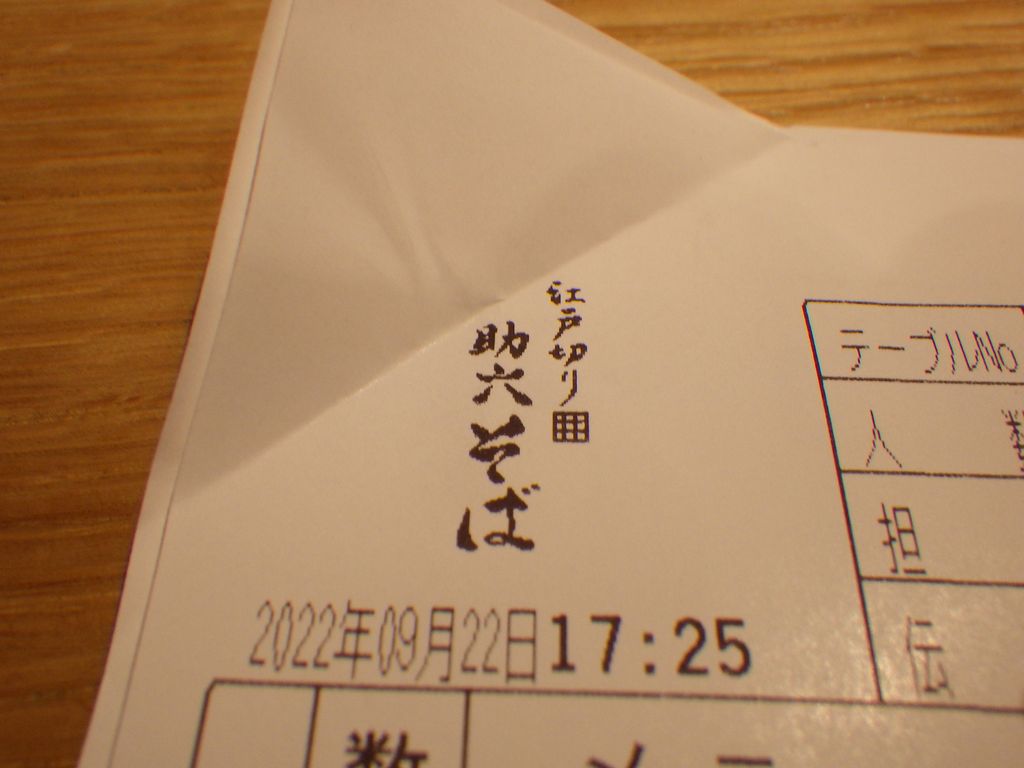 江戸切り
助六そば
テーブルNo
人 数
担
伝
2022年09月22日17:25
数